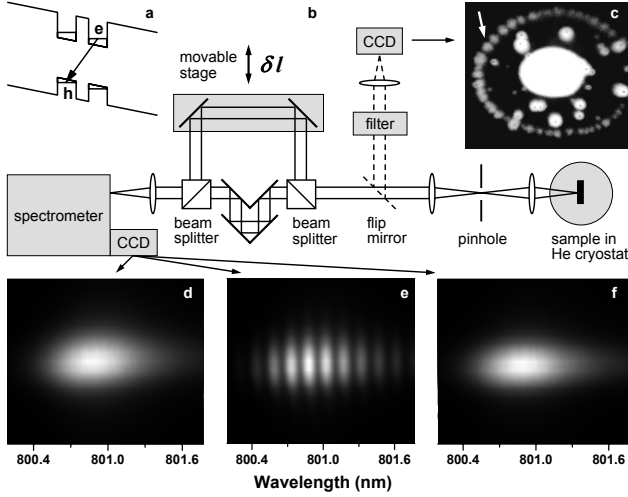 a
e
h
b
movable
stage
δl
CCD
c
filter
spectrometer
CCD
beam
splitter
beam
splitter
flip
mirror
pinhole
sample in
He cryostat
d
e
f
800.4 801.0 801.6 800.4 801.0 801.6 800.4 801.0 801.6
Wavelength (nm)